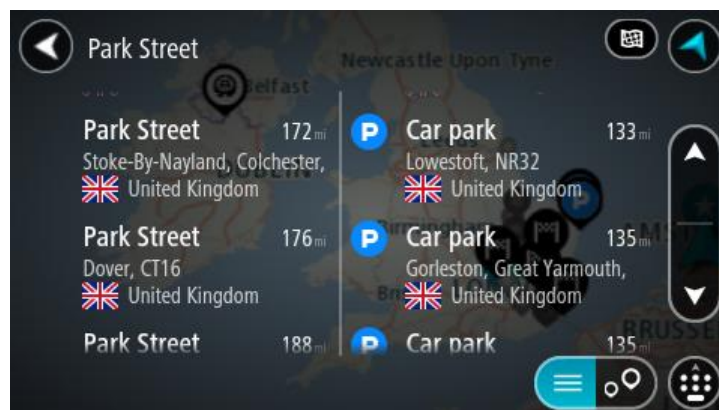 Park Street
Newcastle Upon Tyne
Belfast
Park Street 172 mi
Stoke-By-Nayland, Colchester,
United Kingdom
Park Street 176 mi
Dover, CT16
United Kingdom
Park Street 188 mi
P Car park 133 mi
Lowestoft, NR32
United Kingdom
P Car park 135 mi
Gorleston, Great Yarmouth,
United Kingdom
P Car park 135 mi
DUBLIN
Birmingham
P